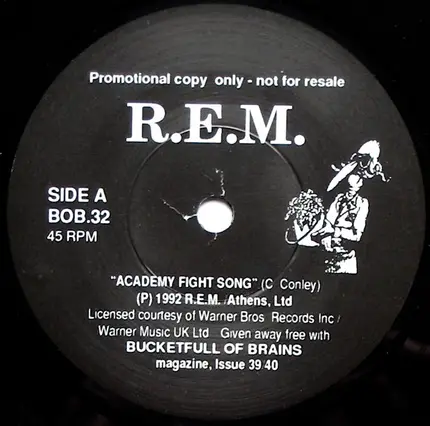 Promotional copy only - not for resale
R.E.M.
SIDE A
BOB.32
45 RPM
"ACADEMY FIGHT SONG" (C Conley)
(P) 1992 R.E.M. / Athens, Ltd
Licensed courtesy of Warner Bros Records Inc /
Warner Music UK Ltd Given away free with
BUCKETFULL OF BRAINS
magazine, Issue 39/40